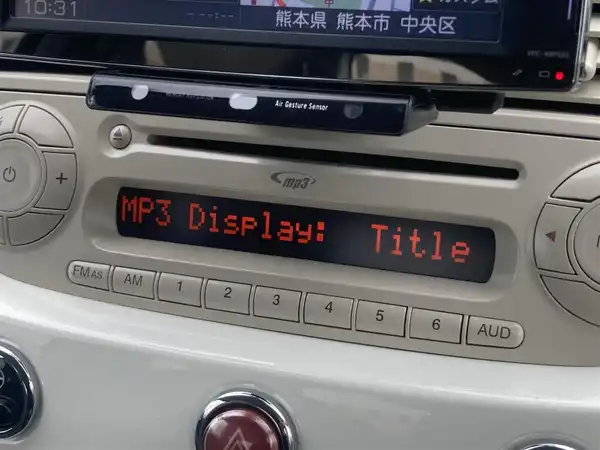 10:31
熊本県 熊本市 中央区
Air Gesture Sensor
mp3
MP3 Display: Title
FM AS
AM
1
2
3
4
5
6
AUD
+